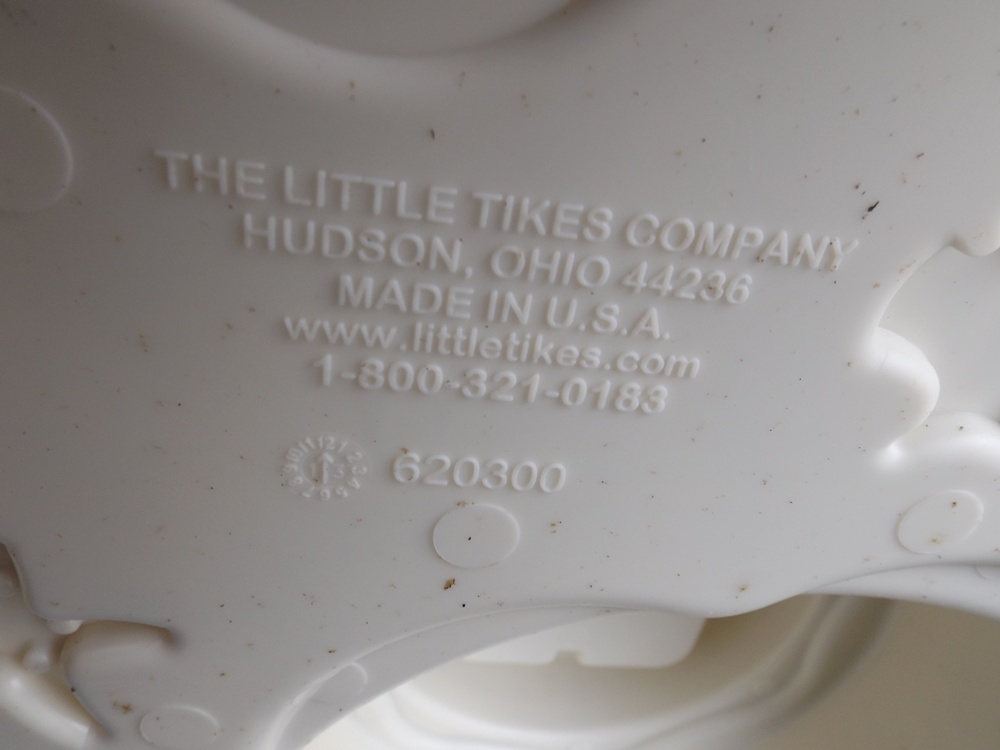 THE LITTLE TIKES COMPANY
HUDSON, OHIO 44236
MADE IN U.S.A.
www.littletikes.com
1-800-321-0183
620300